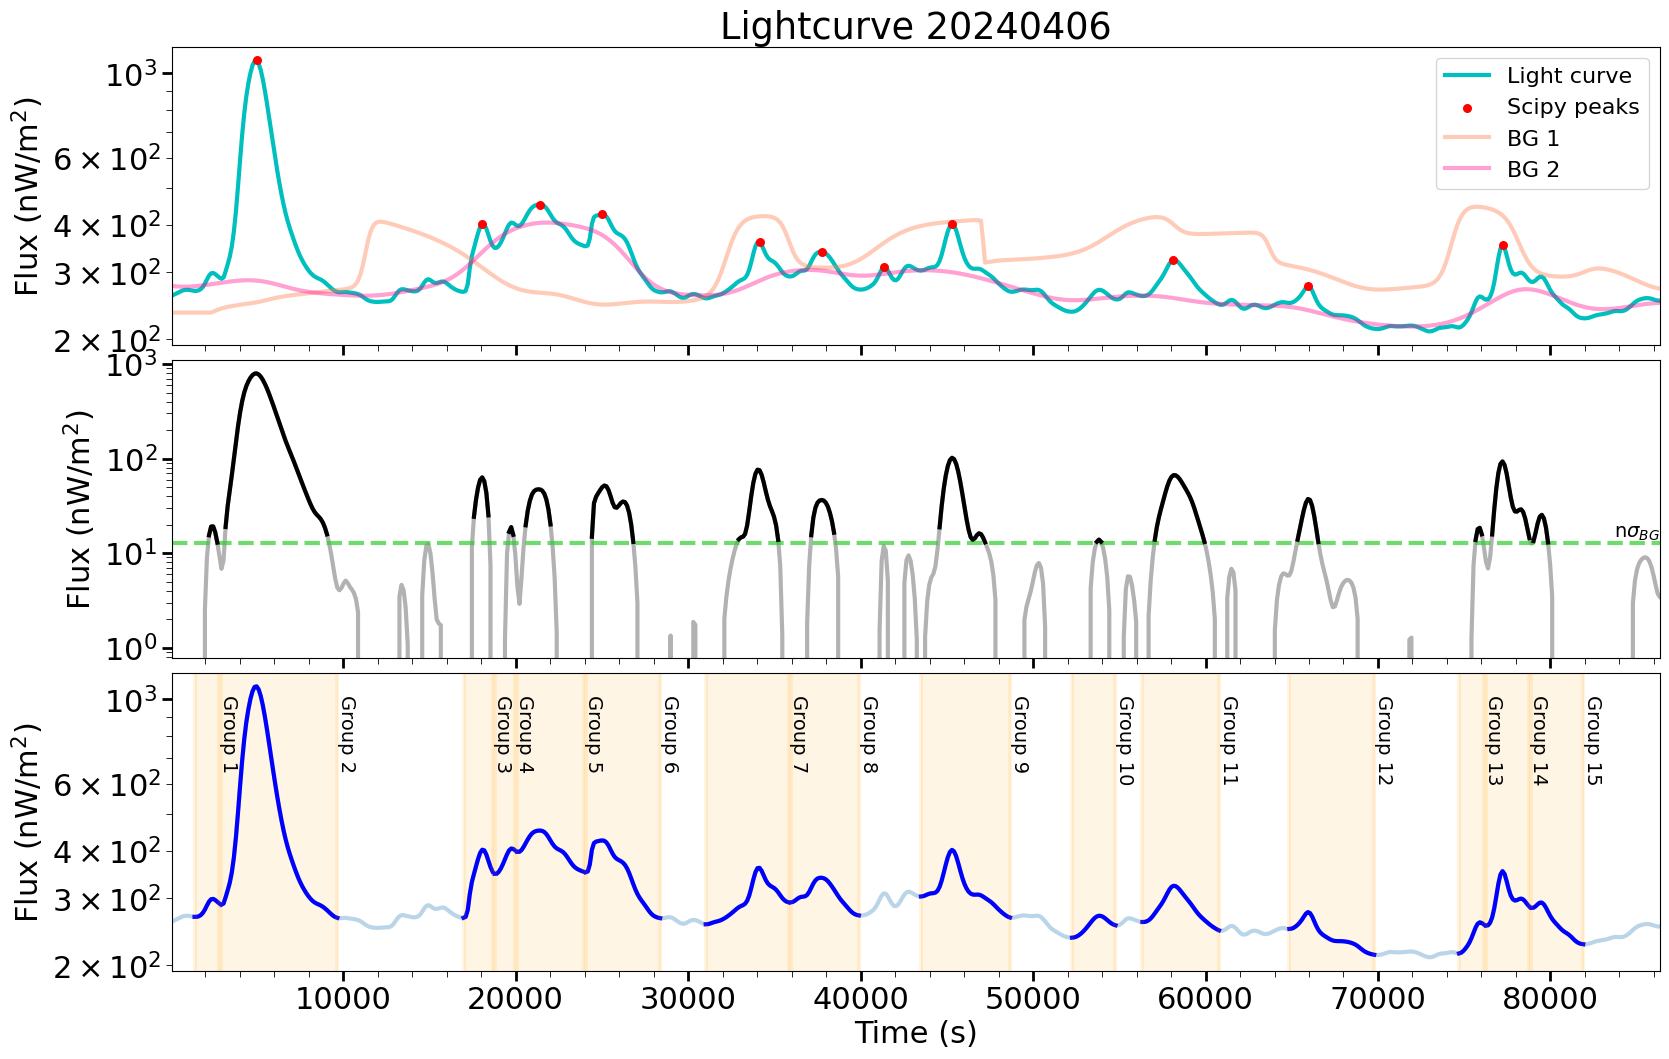 Lightcurve 20240406
Flux (nW/m²)
10³
6 × 10²
4 × 10²
3 × 10²
2 × 10²
Light curve
Scipy peaks
BG 1
BG 2
Flux (nW/m²)
10³
10²
10¹
10⁰
nσ_BG
Flux (nW/m²)
10³
6 × 10²
4 × 10²
3 × 10²
2 × 10²
Group 1
Group 2
Group 3
Group 4
Group 5
Group 6
Group 7
Group 8
Group 9
Group 10
Group 11
Group 12
Group 13
Group 14
Group 15
10000 20000 30000 40000 50000 60000 70000 80000
Time (s)